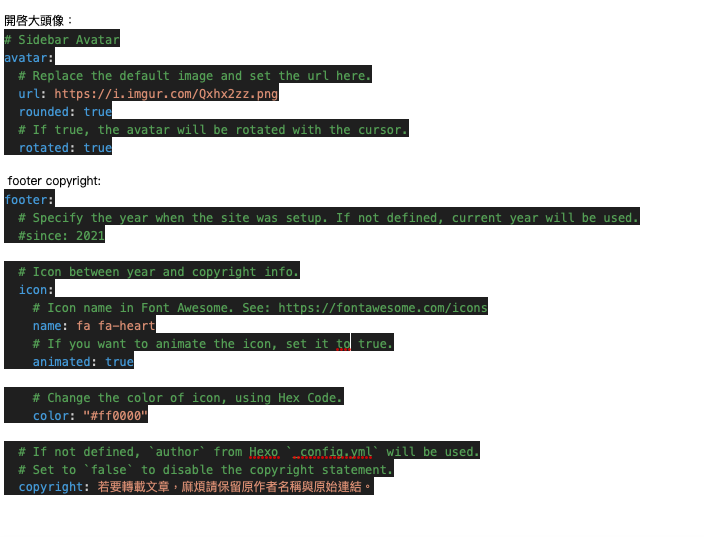 開啓大頭像：
# Sidebar Avatar
avatar:
# Replace the default image and set the url here.
url: https://i.imgur.com/Qxhx2zz.png
rounded: true
# If true, the avatar will be rotated with the cursor.
rotated: true
footer copyright:
footer:
# Specify the year when the site was setup. If not defined, current year will be used.
#since: 2021
# Icon between year and copyright info.
icon:
# Icon name in Font Awesome. See: https://fontawesome.com/icons
name: fa fa-heart
# If you want to animate the icon, set it to true.
animated: true
# Change the color of icon, using Hex Code.
color: "#ff0000"
# If not defined, `author` from Hexo `_config.yml` will be used.
# Set to `false` to disable the copyright statement.
copyright: 若要轉載文章，麻煩請保留原作者名稱與原始連結。